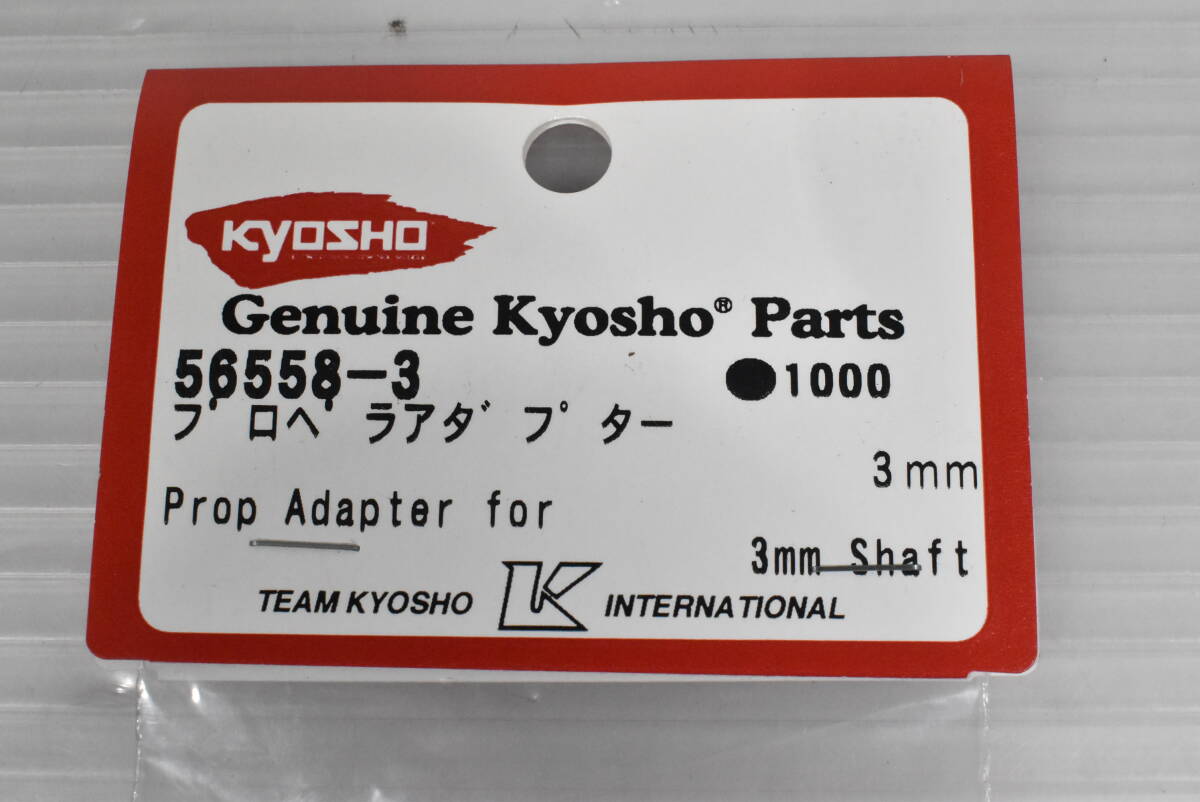 KYOSHO
Genuine Kyosho® Parts
56558-3 ●1000
プロペラアダプター
3mm
Prop Adapter for
3mm Shaft
TEAM KYOSHO K INTERNATIONAL